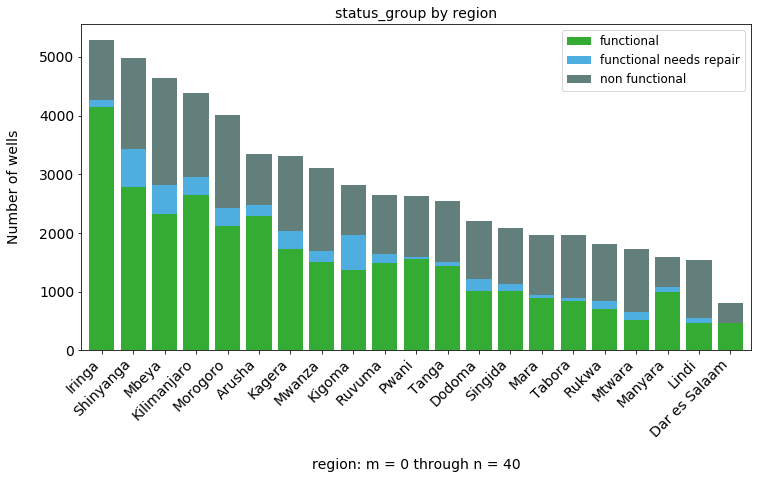 status_group by region
functional
functional needs repair
non functional
Number of wells
5000
4000
3000
2000
1000
0
Iringa
Shinyanga
Mbeya
Kilimanjaro
Morogoro
Arusha
Kagera
Mwanza
Kigoma
Ruvuma
Pwani
Tanga
Dodoma
Singida
Mara
Tabora
Rukwa
Mtwara
Manyara
Lindi
Dar es Salaam
region: m = 0 through n = 40